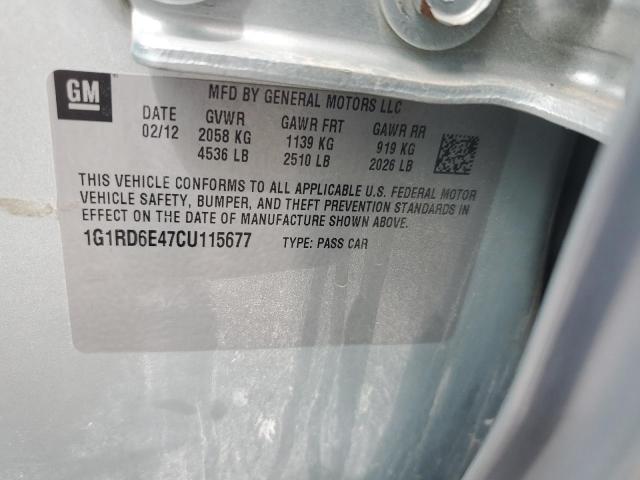 GM
MFD BY GENERAL MOTORS LLC
DATE GVWR GAWR FRT GAWR RR
02/12 2058 KG 1139 KG 919 KG
4536 LB 2510 LB 2026 LB
THIS VEHICLE CONFORMS TO ALL APPLICABLE U.S. FEDERAL MOTOR
VEHICLE SAFETY, BUMPER, AND THEFT PREVENTION STANDARDS IN
EFFECT ON THE DATE OF MANUFACTURE SHOWN ABOVE.
1G1RD6E47CU115677 TYPE: PASS CAR